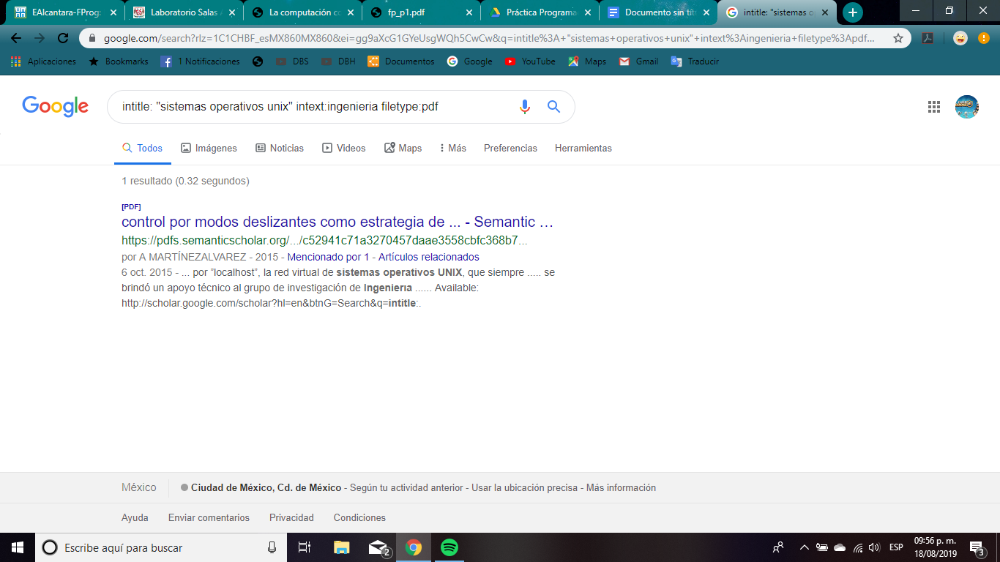 EAlcantara-FProg
Laboratorio Salas A
La computación co
fp_p1.pdf
Práctica Programa
Documento sin títu
intitle: "sistemas o
google.com/search?rlz=1C1CHBF_esMX860MX860&ei=gg9aXcG1GYeUsgWQh5CwCw&q=intitle%3A+"sistemas+operativos+unix"+intext%3Aingenieria+filetype%3Apdf...
Aplicaciones
Bookmarks
1 Notificaciones
DBS
DBH
Documentos
Google
YouTube
Maps
Gmail
Traducir
Google
intitle: "sistemas operativos unix" intext:ingenieria filetype:pdf
Todos
Imágenes
Noticias
Videos
Maps
Más
Preferencias
Herramientas
1 resultado (0.32 segundos)
[PDF]
control por modos deslizantes como estrategia de ... - Semantic ...
https://pdfs.semanticscholar.org/.../c52941c71a3270457daae3558cbfc368b7...
por A MARTÍNEZALVAREZ - 2015 - Mencionado por 1 - Artículos relacionados
6 oct. 2015 - ... por ”localhost”, la red virtual de sistemas operativos UNIX, que siempre ..... se
brindó un apoyo técnico al grupo de investigación de Ingenierıa ...... Available:
http://scholar.google.com/scholar?hl=en&btnG=Search&q=intitle:.
México
Ciudad de México, Cd. de México - Según tu actividad anterior - Usar la ubicación precisa - Más información
Ayuda
Enviar comentarios
Privacidad
Condiciones
Escribe aquí para buscar
2
ESP
09:56 p. m.
18/08/2019
3